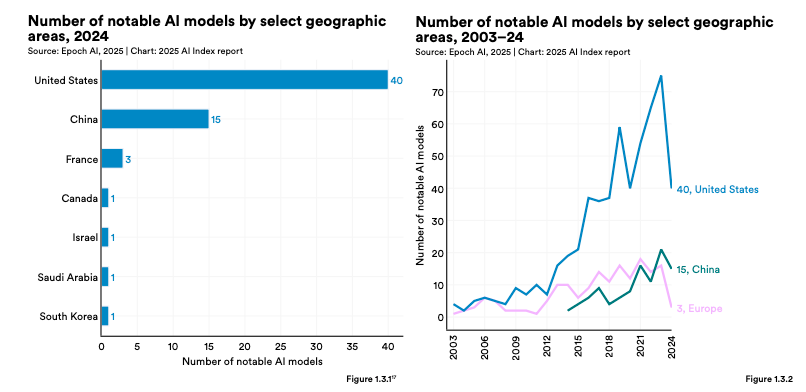 Number of notable AI models by select geographic
areas, 2024
Source: Epoch AI, 2025 | Chart: 2025 AI Index report
United States
40
China
15
France
3
Canada
1
Israel
1
Saudi Arabia
1
South Korea
1
0 5 10 15 20 25 30 35 40
Number of notable AI models
Figure 1.3.1¹⁷
Number of notable AI models by select geographic
areas, 2003–24
Source: Epoch AI, 2025 | Chart: 2025 AI Index report
Number of notable AI models
70
60
50
40
30
20
10
0
40, United States
15, China
3, Europe
2003 2006 2009 2012 2015 2018 2021 2024
Figure 1.3.2